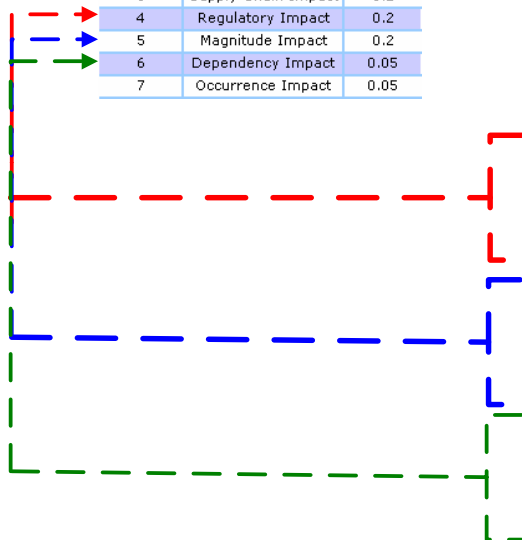 4 Regulatory Impact 0.2
5 Magnitude Impact 0.2
6 Dependency Impact 0.05
7 Occurrence Impact 0.05